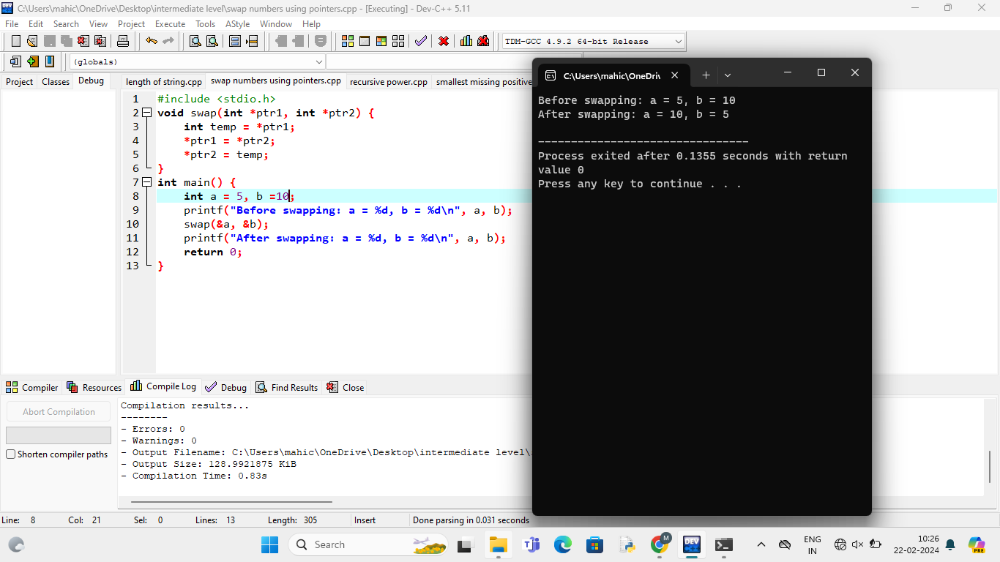 C:\Users\mahic\OneDrive\Desktop\intermediate level\swap numbers using pointers.cpp - [Executing] - Dev-C++ 5.11
File Edit Search View Project Execute Tools AStyle Window Help
TDM-GCC 4.9.2 64-bit Release
(globals)
Project Classes Debug
length of string.cpp swap numbers using pointers.cpp recursive power.cpp smallest missing positive
1 #include <stdio.h>
2 void swap(int *ptr1, int *ptr2) {
3 int temp = *ptr1;
4 *ptr1 = *ptr2;
5 *ptr2 = temp;
6 }
7 int main() {
8 int a = 5, b =10;
9 printf("Before swapping: a = %d, b = %d\n", a, b);
10 swap(&a, &b);
11 printf("After swapping: a = %d, b = %d\n", a, b);
12 return 0;
13 }
C:\Users\mahic\OneDri
Before swapping: a = 5, b = 10
After swapping: a = 10, b = 5
--------------------------------
Process exited after 0.1355 seconds with return
value 0
Press any key to continue . . .
Compiler Resources Compile Log Debug Find Results Close
Abort Compilation
Shorten compiler paths
Compilation results...
--------
- Errors: 0
- Warnings: 0
- Output Filename: C:\Users\mahic\OneDrive\Desktop\intermediate level\
- Output Size: 128.9921875 KiB
- Compilation Time: 0.83s
Line: 8 Col: 21 Sel: 0 Lines: 13 Length: 305 Insert Done parsing in 0.031 seconds
Search
DEV
M
ENG
IN
10:26
22-02-2024
PRE